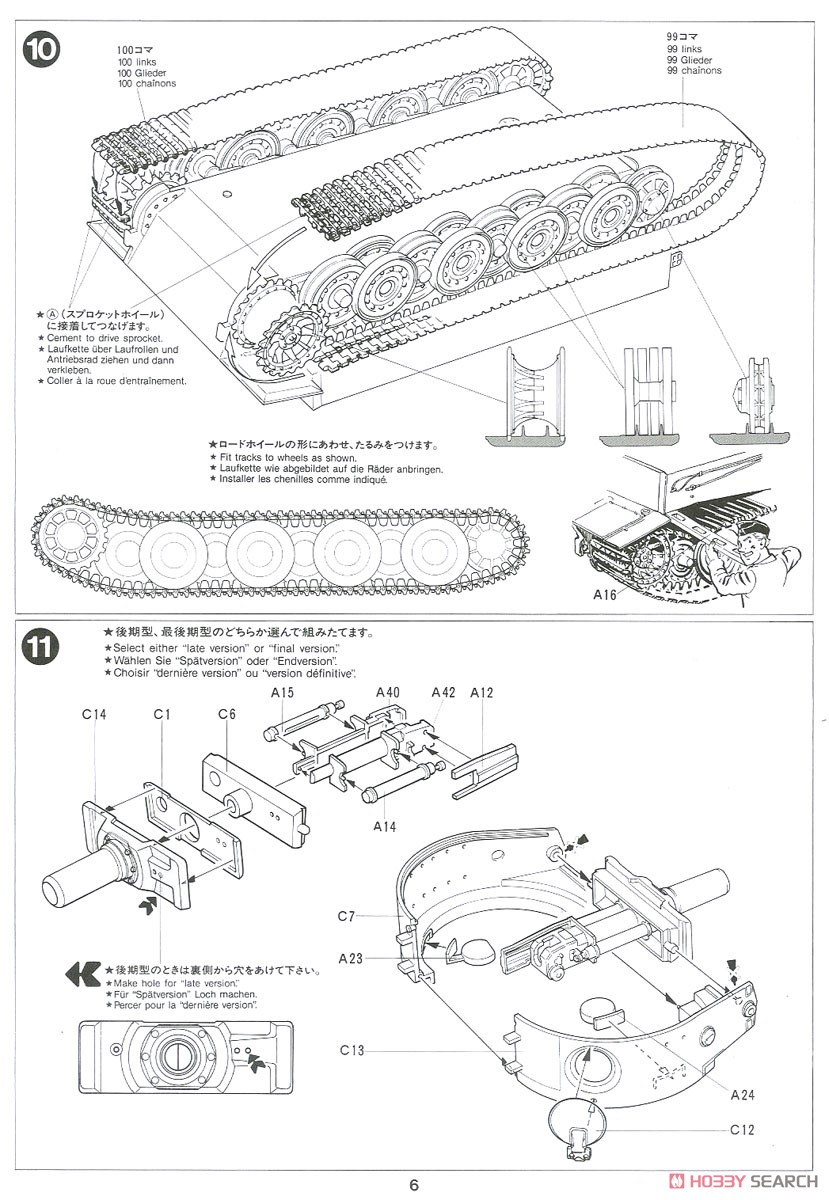 10
100コマ
100 links
100 Glieder
100 chaînons
99コマ
99 links
99 Glieder
99 chaînons
★Ⓐ(スプロケットホイール)
に接着してつなげます。
★ Cement to drive sprocket.
★ Laufkette über Laufrollen und
Antriebsrad ziehen und dann
verkleben.
★ Coller à la roue d'entraînement.
★ロードホイールの形にあわせ、たるみをつけます。
★ Fit tracks to wheels as shown.
★ Laufkette wie abgebildet auf die Räder anbringen.
★ Installer les chenilles comme indiqué.
A16
11
★後期型、最後期型のどちらか選んで組みたてます。
★Select either "late version" or "final version."
★Wählen Sie "Spätversion" oder "Endversion".
★Choisir "dernière version" ou "version définitive".
A15
A40
A42
A12
C14
C1
C6
A14
C7
A23
★後期型のときは裏側から穴をあけて下さい。
★Make hole for "late version."
★Für "Spätversion" Loch machen.
★Percer pour la "dernière version".
C13
A24
C12
6
HOBBY SEARCH